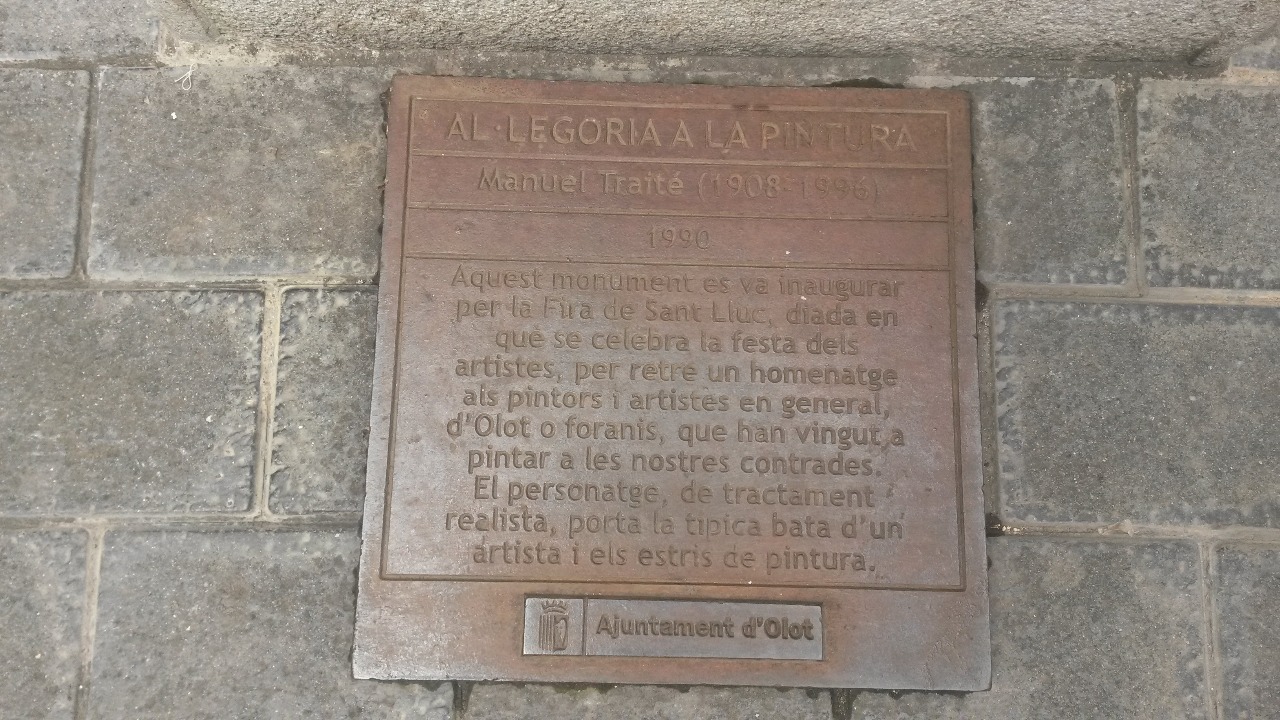 AL·LEGORIA A LA PINTURA
Manuel Traité (1908-1996)
1990
Aquest monument es va inaugurar
per la Fira de Sant Lluc, diada en
què se celebra la festa dels
artistes, per retre un homenatge
als pintors i artistes en general,
d'Olot o foranis, que han vingut a
pintar a les nostres contrades.
El personatge, de tractament
realista, porta la típica bata d'un
artista i els estris de pintura.
Ajuntament d'Olot